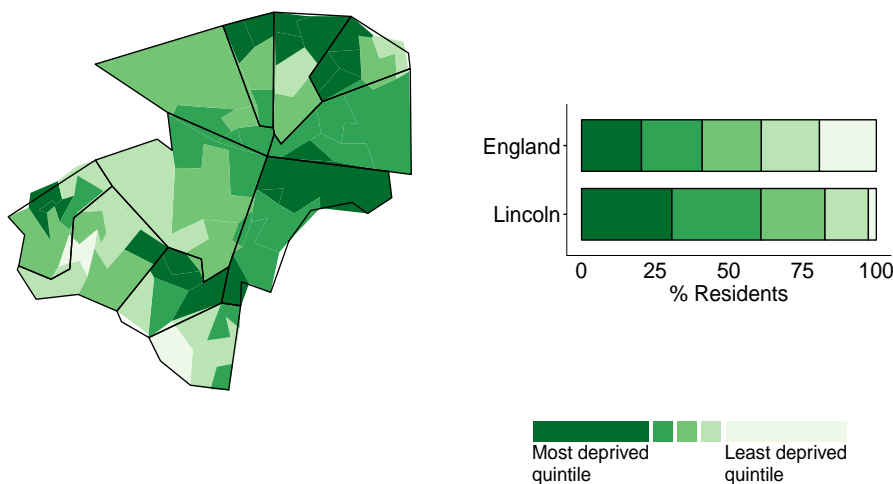 England
Lincoln
0 25 50 75 100
% Residents
Most deprived
quintile
Least deprived
quintile